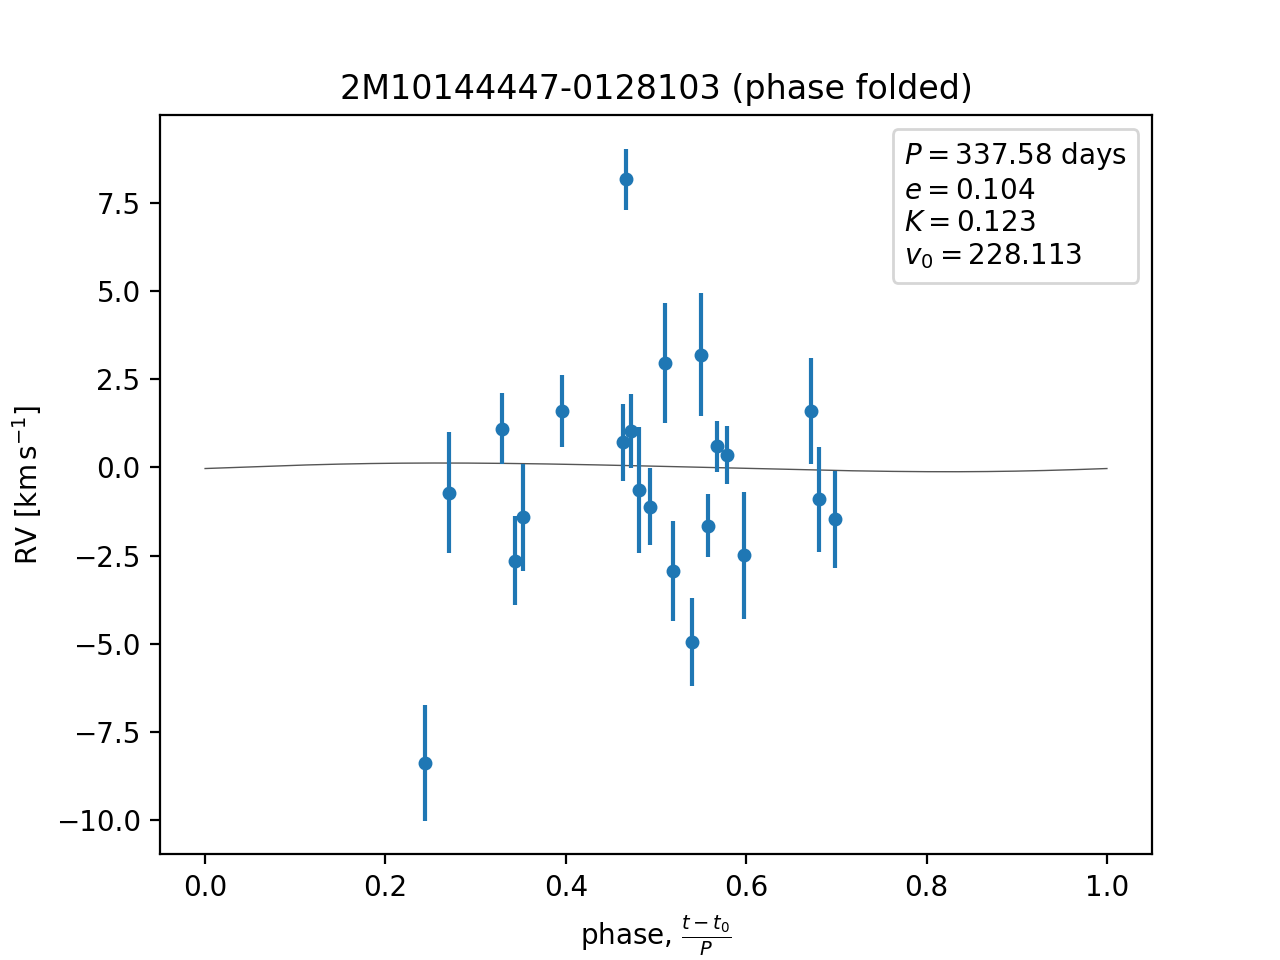 2M10144447-0128103 (phase folded)
P = 337.58 days
e = 0.104
K = 0.123
v₀ = 228.113
RV [km s⁻¹]
7.5
5.0
2.5
0.0
−2.5
−5.0
−7.5
−10.0
0.0 0.2 0.4 0.6 0.8 1.0
phase, (t − t₀)/P